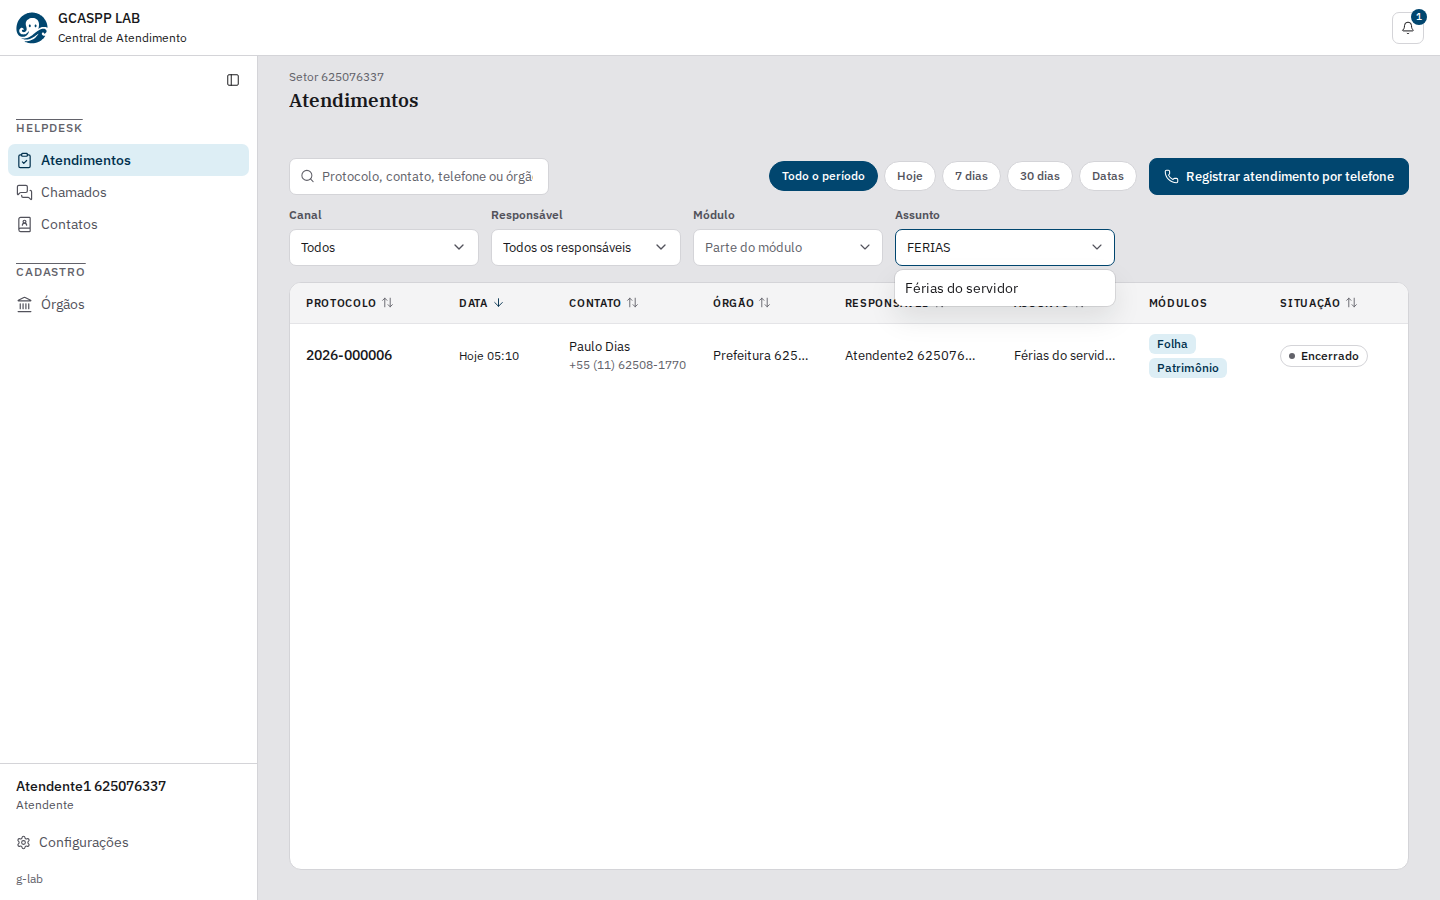 GCASPP LAB
Central de Atendimento
1
HELPDESK
Atendimentos
Chamados
Contatos
CADASTRO
Órgãos
Atendente1 625076337
Atendente
Configurações
g-lab
Setor 625076337
Atendimentos
Protocolo, contato, telefone ou órgã
Todo o período
Hoje
7 dias
30 dias
Datas
Registrar atendimento por telefone
Canal
Responsável
Módulo
Assunto
Todos
Todos os responsáveis
Parte do módulo
FERIAS
Férias do servidor
PROTOCOLO
DATA
CONTATO
ÓRGÃO
MÓDULOS
SITUAÇÃO
2026-000006
Hoje 05:10
Paulo Dias
+55 (11) 62508-1770
Prefeitura 625...
Atendente2 625076...
Férias do servid...
Folha
Patrimônio
Encerrado